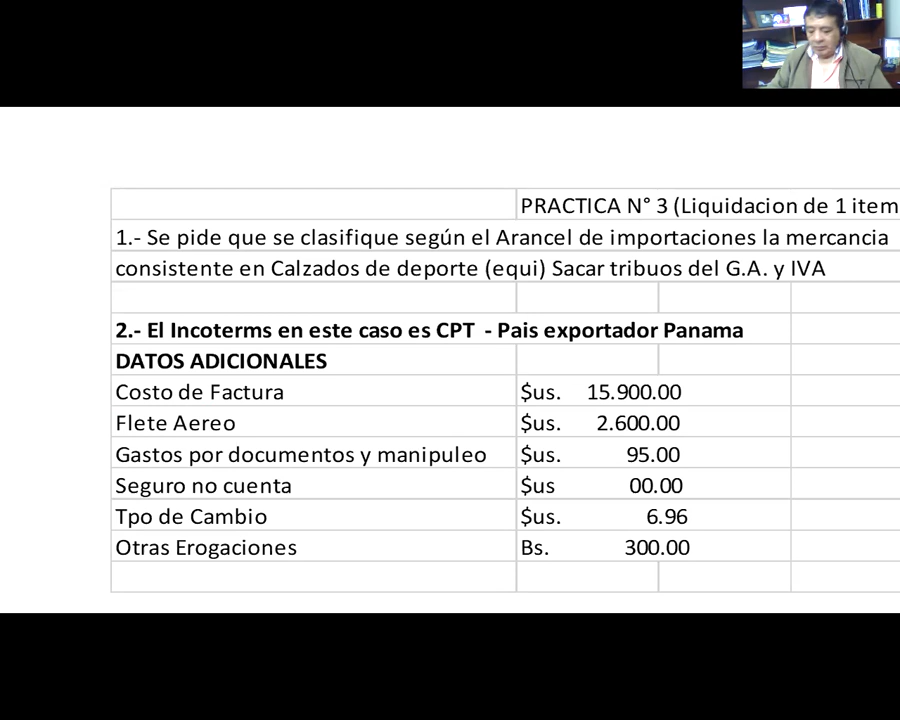 PRACTICA N° 3 (Liquidacion de 1 item
1.- Se pide que se clasifique según el Arancel de importaciones la mercancia
consistente en Calzados de deporte (equi) Sacar tribuos del G.A. y IVA
2.- El Incoterms en este caso es CPT - Pais exportador Panama
DATOS ADICIONALES
Costo de Factura $us. 15.900.00
Flete Aereo $us. 2.600.00
Gastos por documentos y manipuleo $us. 95.00
Seguro no cuenta $us 00.00
Tpo de Cambio $us. 6.96
Otras Erogaciones Bs. 300.00